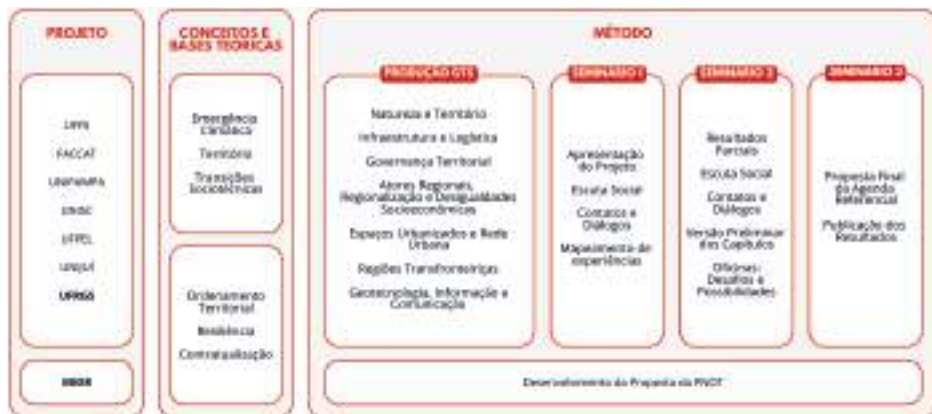 PROJETO
FACCAT
UNIPAMPA
UFPEL
UNIJUÍ
UFRGS
CONCEITOS E
BASES TEÓRICAS
Emergência
Climática
Território
Transições
Sociotécnicas
Ordenamento
Territorial
Resiliência
Contratualização
MÉTODO
PRODUÇÃO GTS
Natureza e Território
Infraestrutura e Logística
Governança Territorial
Atores Regionais,
Regionalização e Desigualdades
Socioeconômicas
Espaços Urbanizados e Rede
Urbana
Regiões Transfronteiriças
Geotecnologia, Informação e
Comunicação
SEMINÁRIO 1
Apresentação
do Projeto
Escuta Social
Contatos e
Diálogos
Mapeamento de
experiências
SEMINÁRIO 2
Resultados
Parciais
Escuta Social
Contatos e
Diálogos
Versão Preliminar
dos Capítulos
Oficinas:
Desafios e
Possibilidades
SEMINÁRIO 3
Proposta Final
da Agenda
Referencial
Publicação dos
Resultados
Desenvolvimento da Proposta da PNOT